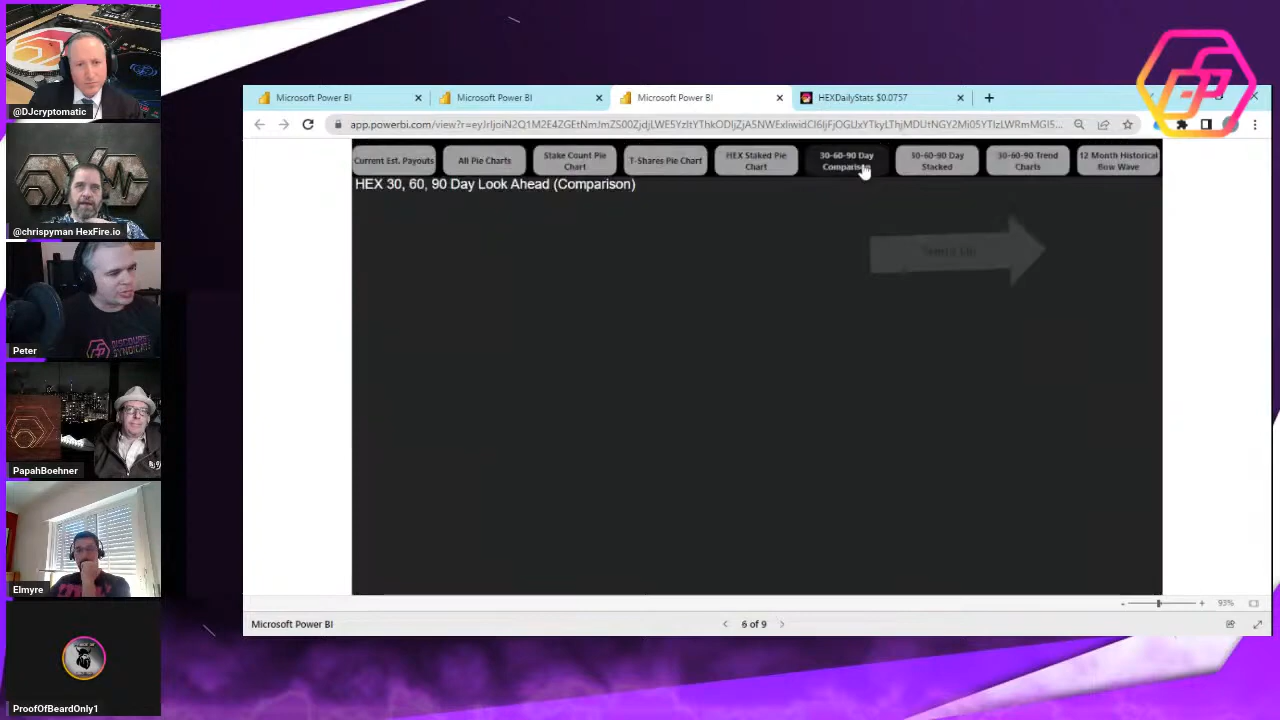 @DJcryptomatic
@chrispyman HexFire.io
Peter
PapahBoehner
Elmyre
ProofOfBeardOnly1
Microsoft Power BI
Microsoft Power BI
Microsoft Power BI
HEXDailyStats $0.0757
Current Est. Payouts
All Pie Charts
Stake Count Pie
Chart
T-Shares Pie Chart
HEX Staked Pie
Chart
30-60-90 Day
Comparison
30-60-90 Day
Stacked
30-60-90 Trend
Charts
12 Month Historical
Bow Wave
HEX 30, 60, 90 Day Look Ahead (Comparison)
93%
Microsoft Power BI
6 of 9